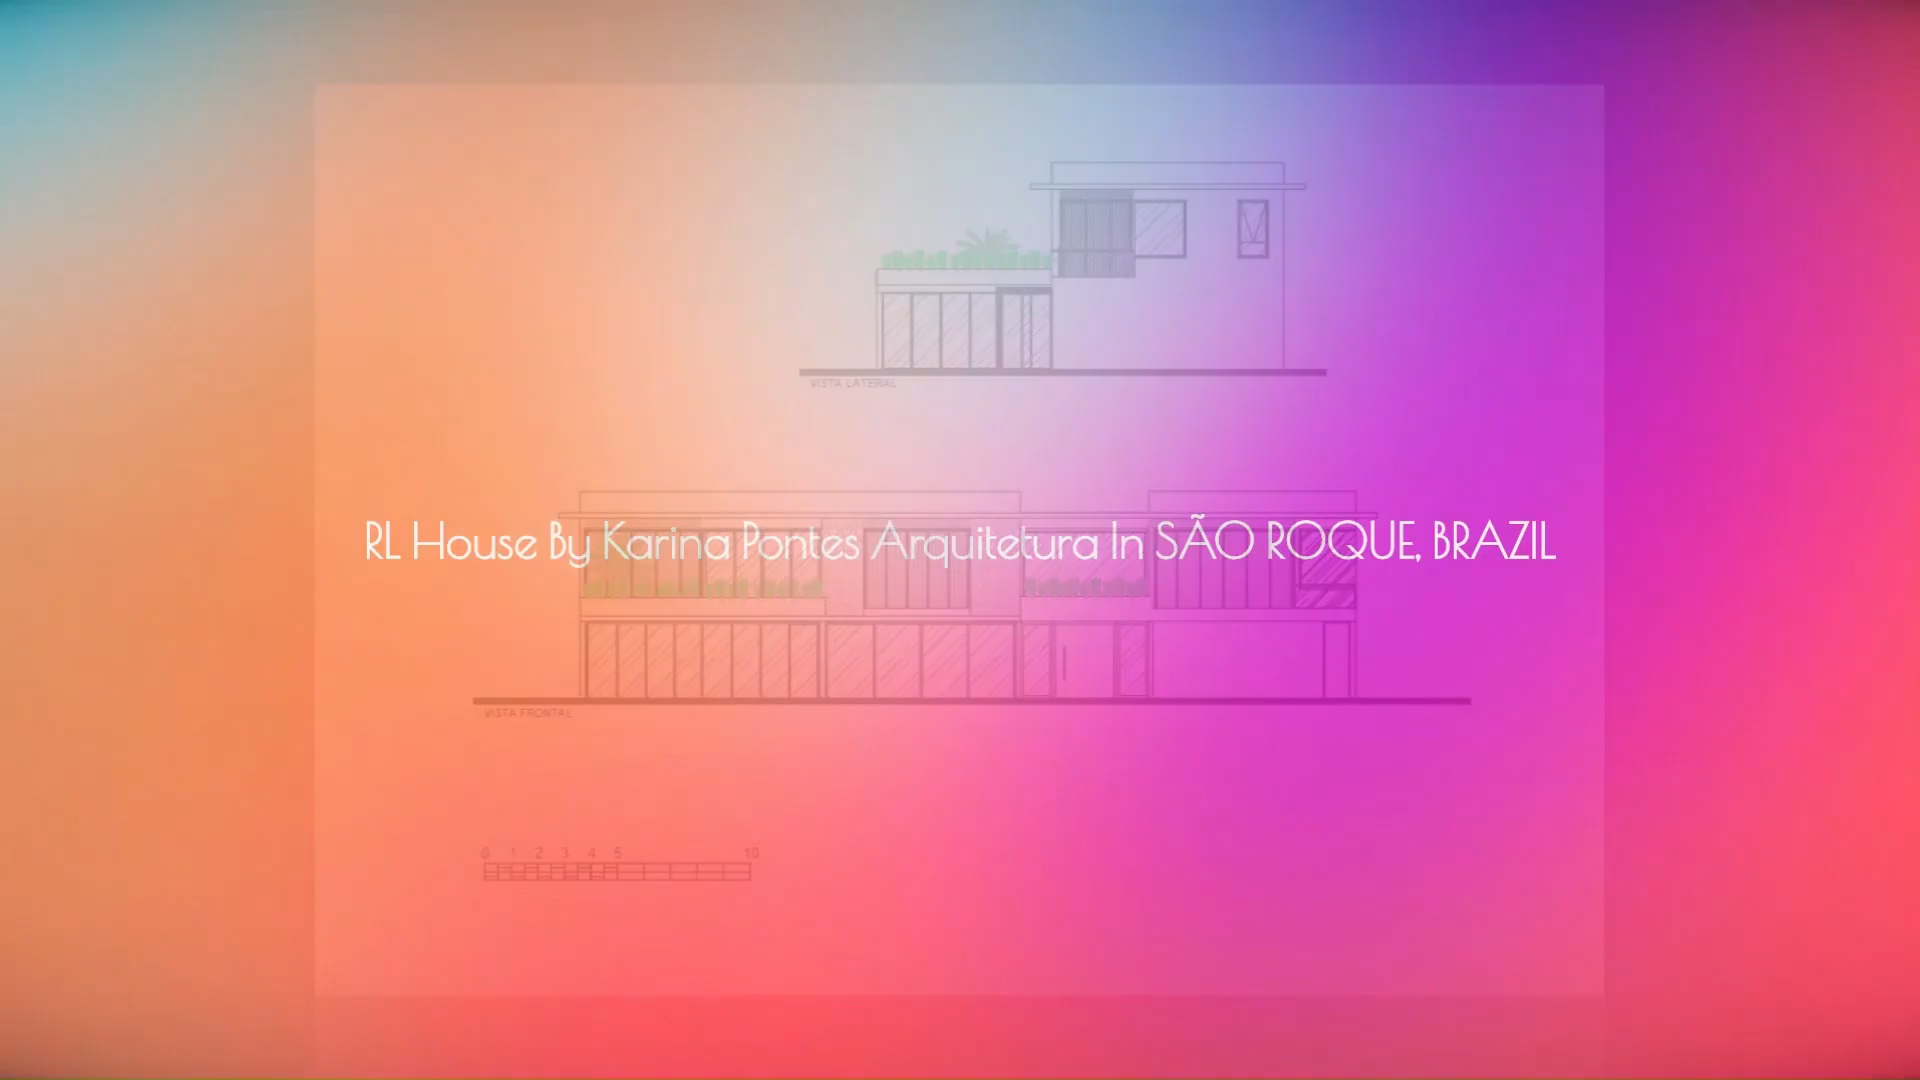 VISTA LATERAL
RL House By Karina Pontes Arquitetura In SÃO ROQUE, BRAZIL
VISTA FRONTAL
0 1 2 3 4 5 10